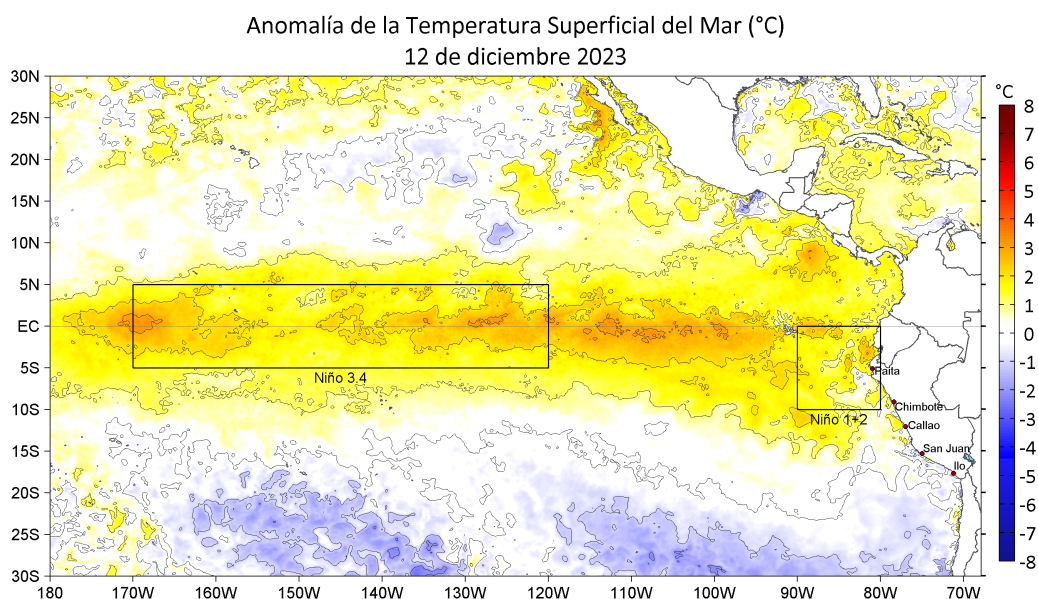 Anomalía de la Temperatura Superficial del Mar (°C)
12 de diciembre 2023
30N
25N
20N
15N
10N
5N
EC
5S
10S
15S
20S
25S
30S
180
170W
160W
150W
140W
130W
120W
110W
100W
90W
80W
70W
Niño 3.4
Niño 1+2
Paita
Chimbote
Callao
San Juan
Ilo
°C
8
7
6
5
4
3
2
1
0
-1
-2
-3
-4
-5
-6
-7
-8